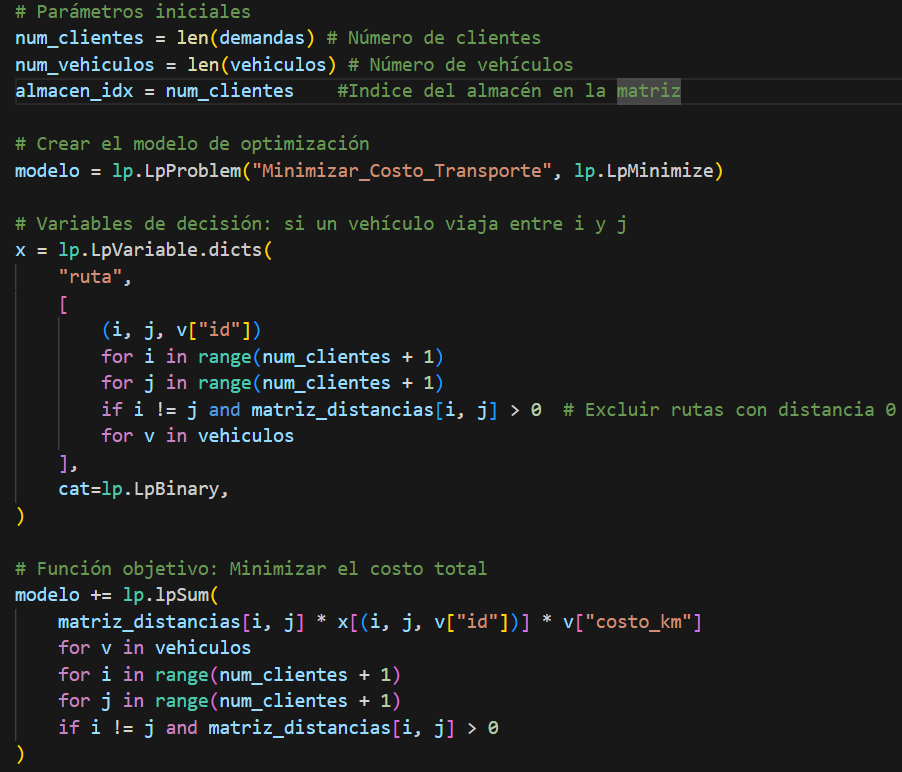 # Parámetros iniciales
num_clientes = len(demandas) # Número de clientes
num_vehiculos = len(vehiculos) # Número de vehículos
almacen_idx = num_clientes    #Indice del almacén en la matriz

# Crear el modelo de optimización
modelo = lp.LpProblem("Minimizar_Costo_Transporte", lp.LpMinimize)

# Variables de decisión: si un vehículo viaja entre i y j
x = lp.LpVariable.dicts(
    "ruta",
    [
        (i, j, v["id"])
        for i in range(num_clientes + 1)
        for j in range(num_clientes + 1)
        if i != j and matriz_distancias[i, j] > 0  # Excluir rutas con distancia 0
        for v in vehiculos
    ],
    cat=lp.LpBinary,
)

# Función objetivo: Minimizar el costo total
modelo += lp.lpSum(
    matriz_distancias[i, j] * x[(i, j, v["id"])] * v["costo_km"]
    for v in vehiculos
    for i in range(num_clientes + 1)
    for j in range(num_clientes + 1)
    if i != j and matriz_distancias[i, j] > 0
)